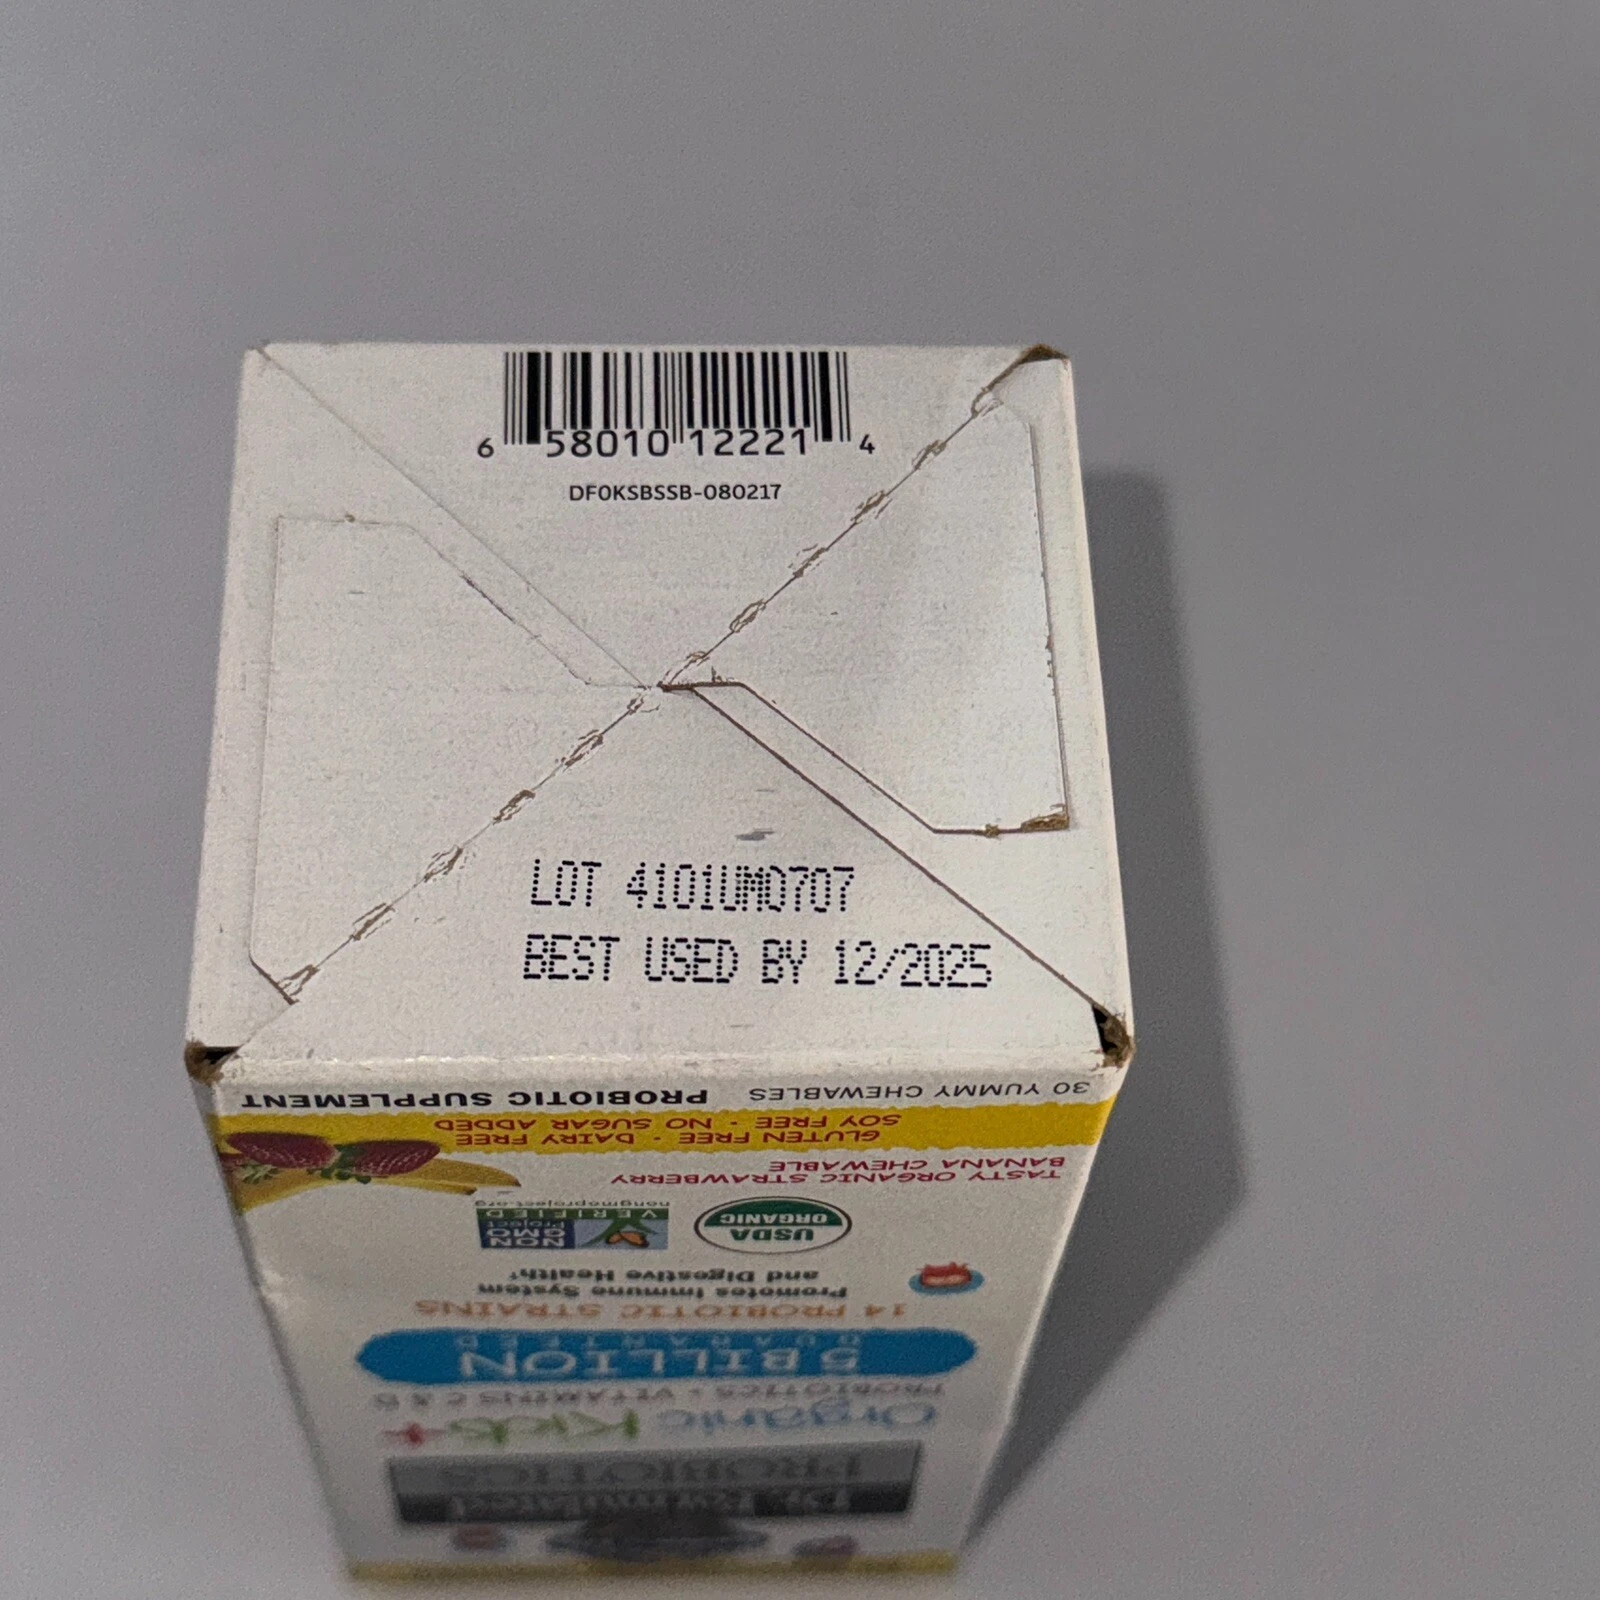 6 58010 12221 4
DF0KSBSSB-080217
LOT 4101UM0707
BEST USED BY 12/2025
30 YUMMY CHEWABLES PROBIOTIC SUPPLEMENT
GLUTEN FREE · DAIRY FREE
SOY FREE · NO SUGAR ADDED
TASTY ORGANIC STRAWBERRY
BANANA CHEWABLE
USDA
ORGANIC
NON
GMO
Project
VERIFIED
nongmoproject.org
Promotes Immune System
and Digestive Health†
14 PROBIOTIC STRAINS
5 BILLION
GUARANTEED
PROBIOTICS + VITAMINS C & D
Organic Kids+
PROBIOTICS
Dr. Formulated